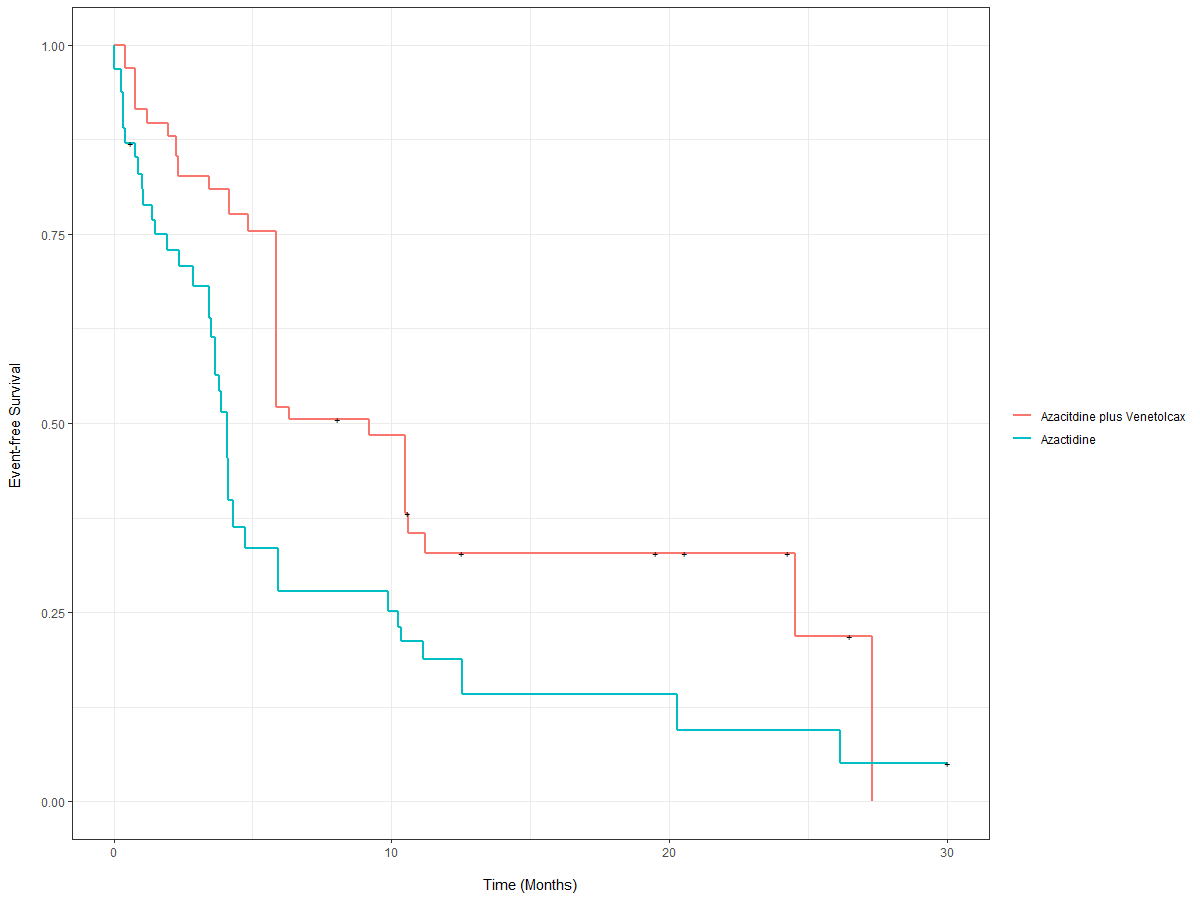 1.00
0.75
0.50
0.25
0.00
Event-free Survival
0
10
20
30
Time (Months)
Azacitdine plus Venetolcax
Azactidine